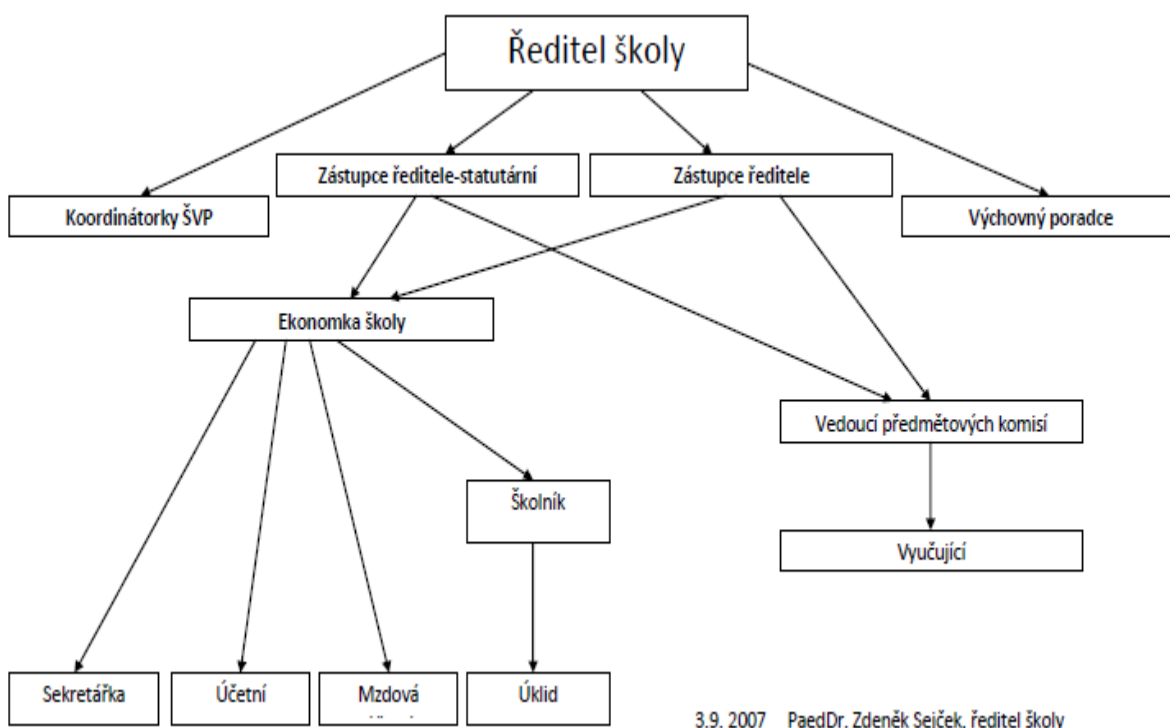 Ředitel školy
Zástupce ředitele-statutární
Zástupce ředitele
Koordinátorky ŠVP
Výchovný poradce
Ekonomka školy
Vedoucí předmětových komisí
Školník
Vyučující
Sekretářka
Účetní
Mzdová
Úklid
3.9. 2007 PaedDr. Zdeněk Sejček, ředitel školy